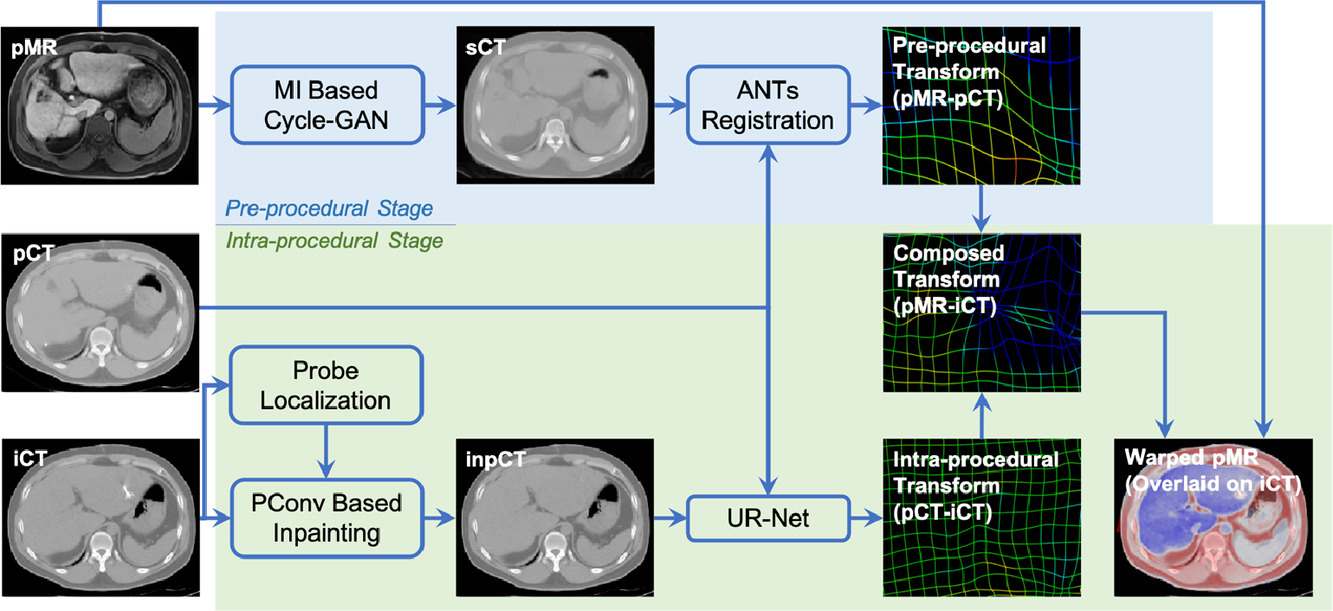 pMR
MI Based
Cycle-GAN
sCT
ANTs
Registration
Pre-procedural
Transform
(pMR-pCT)
Pre-procedural Stage
Intra-procedural Stage
pCT
Composed
Transform
(pMR-iCT)
Probe
Localization
iCT
PConv Based
Inpainting
inpCT
UR-Net
Intra-procedural
Transform
(pCT-iCT)
Warped pMR
(Overlaid on iCT)